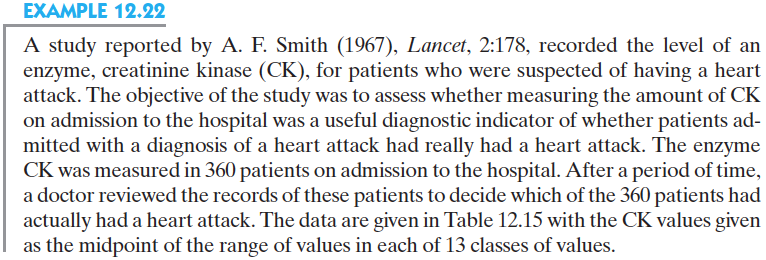 EXAMPLE 12.22
A study reported by A. F. Smith (1967), Lancet, 2:178, recorded the level of an
enzyme, creatinine kinase (CK), for patients who were suspected of having a heart
attack. The objective of the study was to assess whether measuring the amount of CK
on admission to the hospital was a useful diagnostic indicator of whether patients ad-
mitted with a diagnosis of a heart attack had really had a heart attack. The enzyme
CK was measured in 360 patients on admission to the hospital. After a period of time,
a doctor reviewed the records of these patients to decide which of the 360 patients had
actually had a heart attack. The data are given in Table 12.15 with the CK values given
as the midpoint of the range of values in each of 13 classes of values.